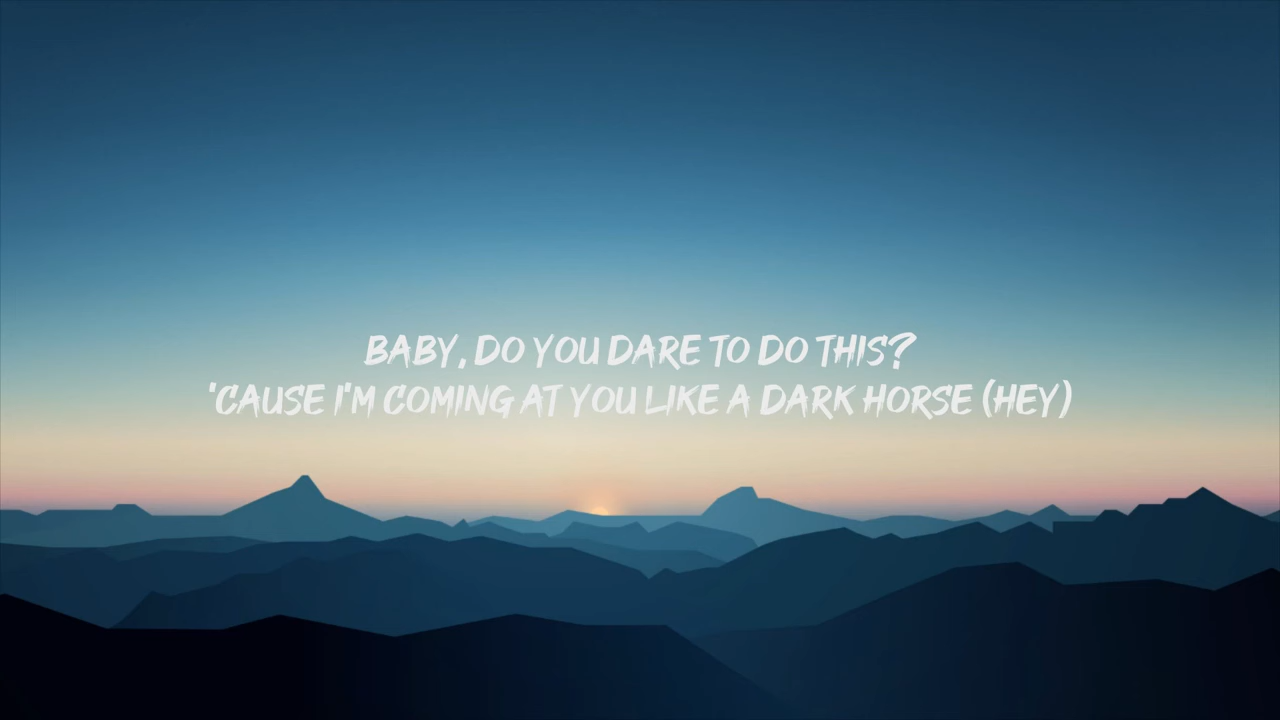 BABY, DO YOU DARE TO DO THIS?
'CAUSE I'M COMING AT YOU LIKE A DARK HORSE (HEY)